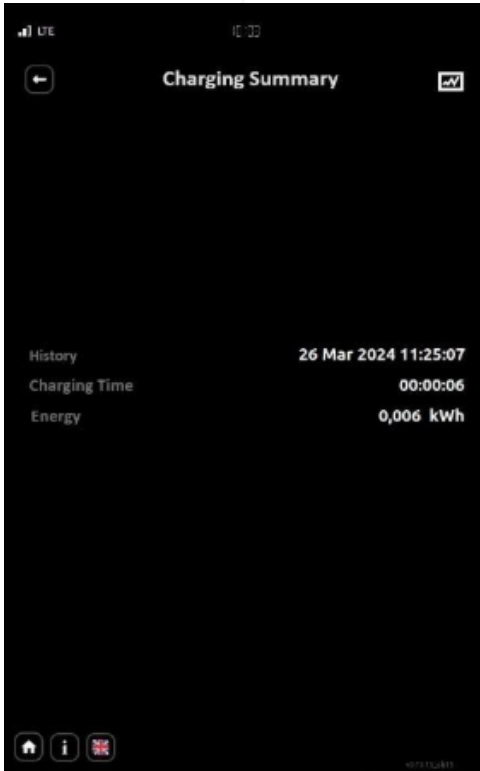 LTE
Charging Summary
History 26 Mar 2024 11:25:07
Charging Time 00:00:06
Energy 0,006 kWh
i